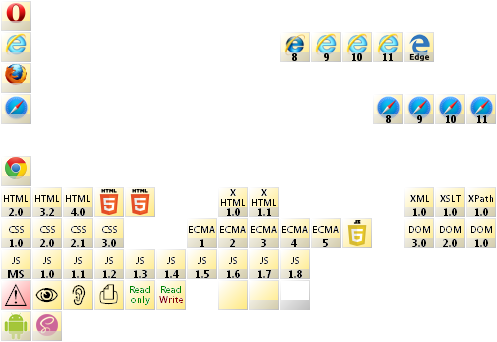 8 9 10 11 Edge
8 9 10 11
HTML HTML HTML HTML HTML X X XML XSLT XPath
2.0 3.2 4.0 5 5 HTML HTML 1.0 1.0 1.0
1.0 1.1
CSS CSS CSS CSS ECMA ECMA ECMA ECMA ECMA JS DOM DOM DOM
1.0 2.0 2.1 3.0 1 2 3 4 5 5 3.0 2.0 1.0
JS JS JS JS JS JS JS JS JS JS
MS 1.0 1.1 1.2 1.3 1.4 1.5 1.6 1.7 1.8
Read Read
only Write